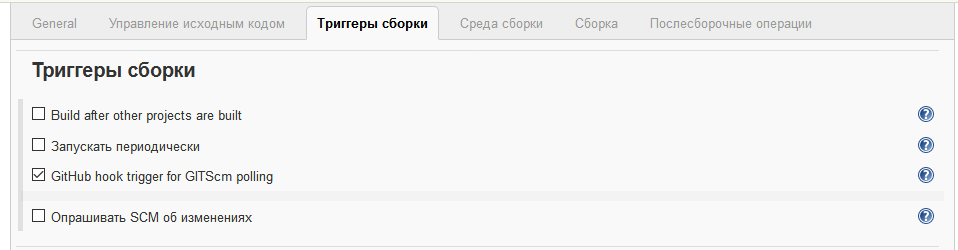 General Управление исходным кодом Триггеры сборки Среда сборки Сборка Послесборочные операции
Триггеры сборки
Build after other projects are built
Запускать периодически
GitHub hook trigger for GITScm polling
Опрашивать SCM об изменениях